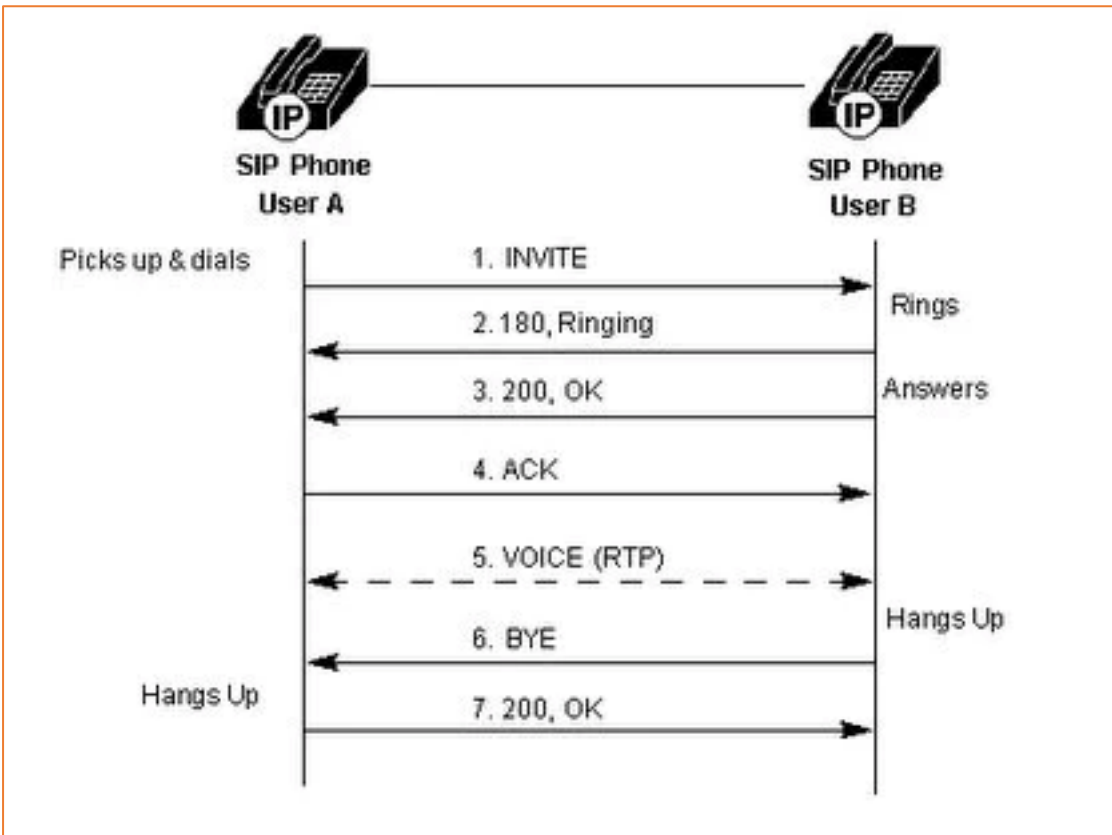 IP
IP
SIP Phone
User A
SIP Phone
User B
Picks up & dials
1. INVITE
Rings
2. 180, Ringing
3. 200, OK
Answers
4. ACK
5. VOICE (RTP)
Hangs Up
6. BYE
Hangs Up
7. 200, OK